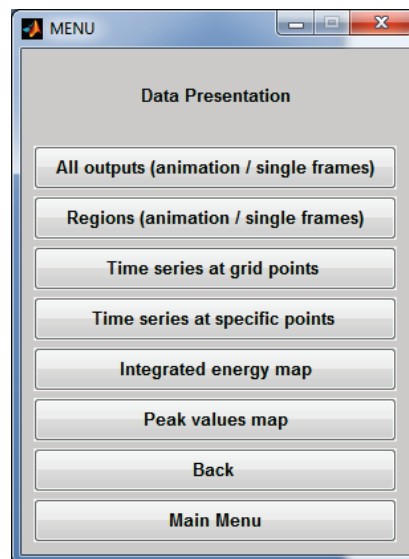 MENU
Data Presentation
All outputs (animation / single frames)
Regions (animation / single frames)
Time series at grid points
Time series at specific points
Integrated energy map
Peak values map
Back
Main Menu